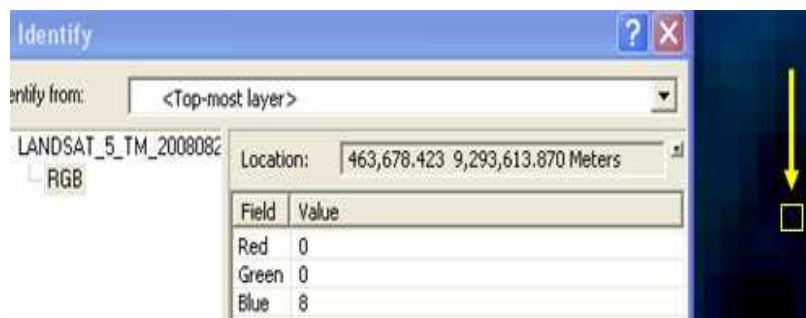 Identify
entify from: <Top-most layer>
LANDSAT_5_TM_2008082
RGB
Location: 463,678.423 9,293,613.870 Meters
Field Value
Red 0
Green 0
Blue 8